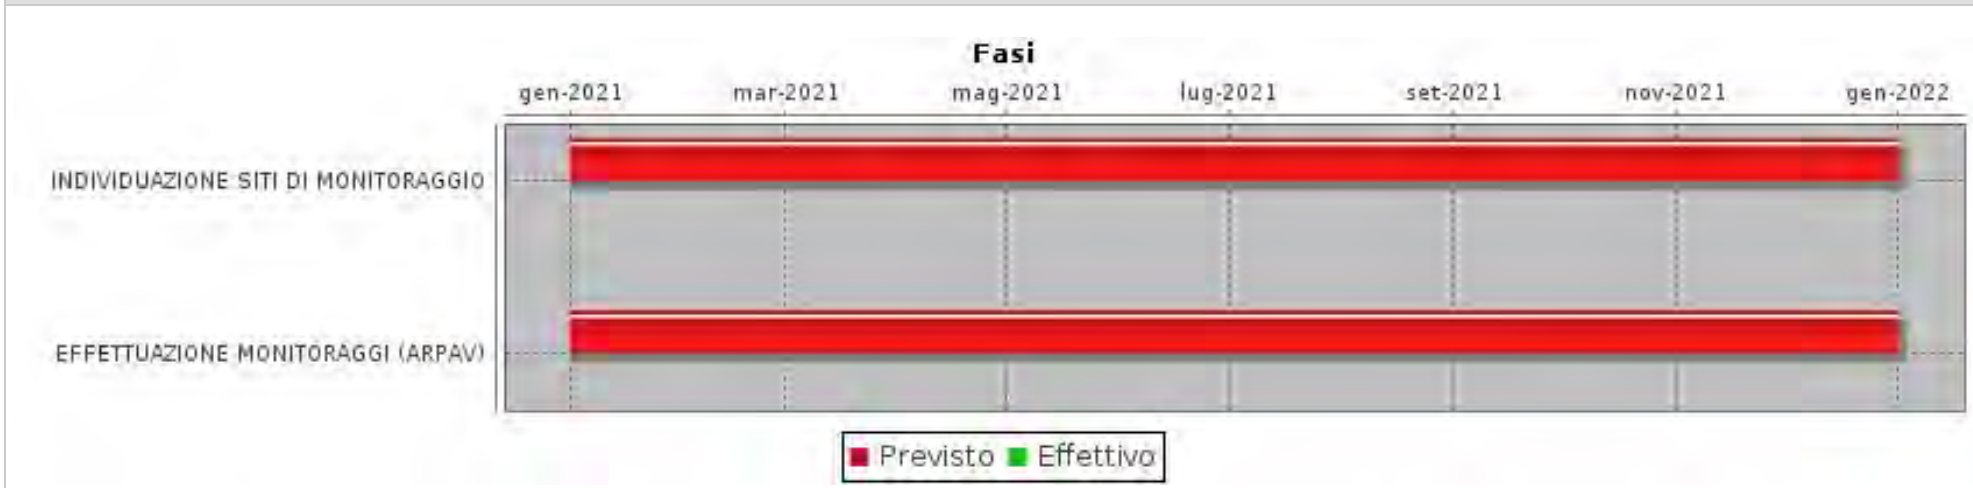 Fasi
gen-2021 mar-2021 mag-2021 lug-2021 set-2021 nov-2021 gen-2022
INDIVIDUAZIONE SITI DI MONITORAGGIO
EFFETTUAZIONE MONITORAGGI (ARPAV)
Previsto Effettivo